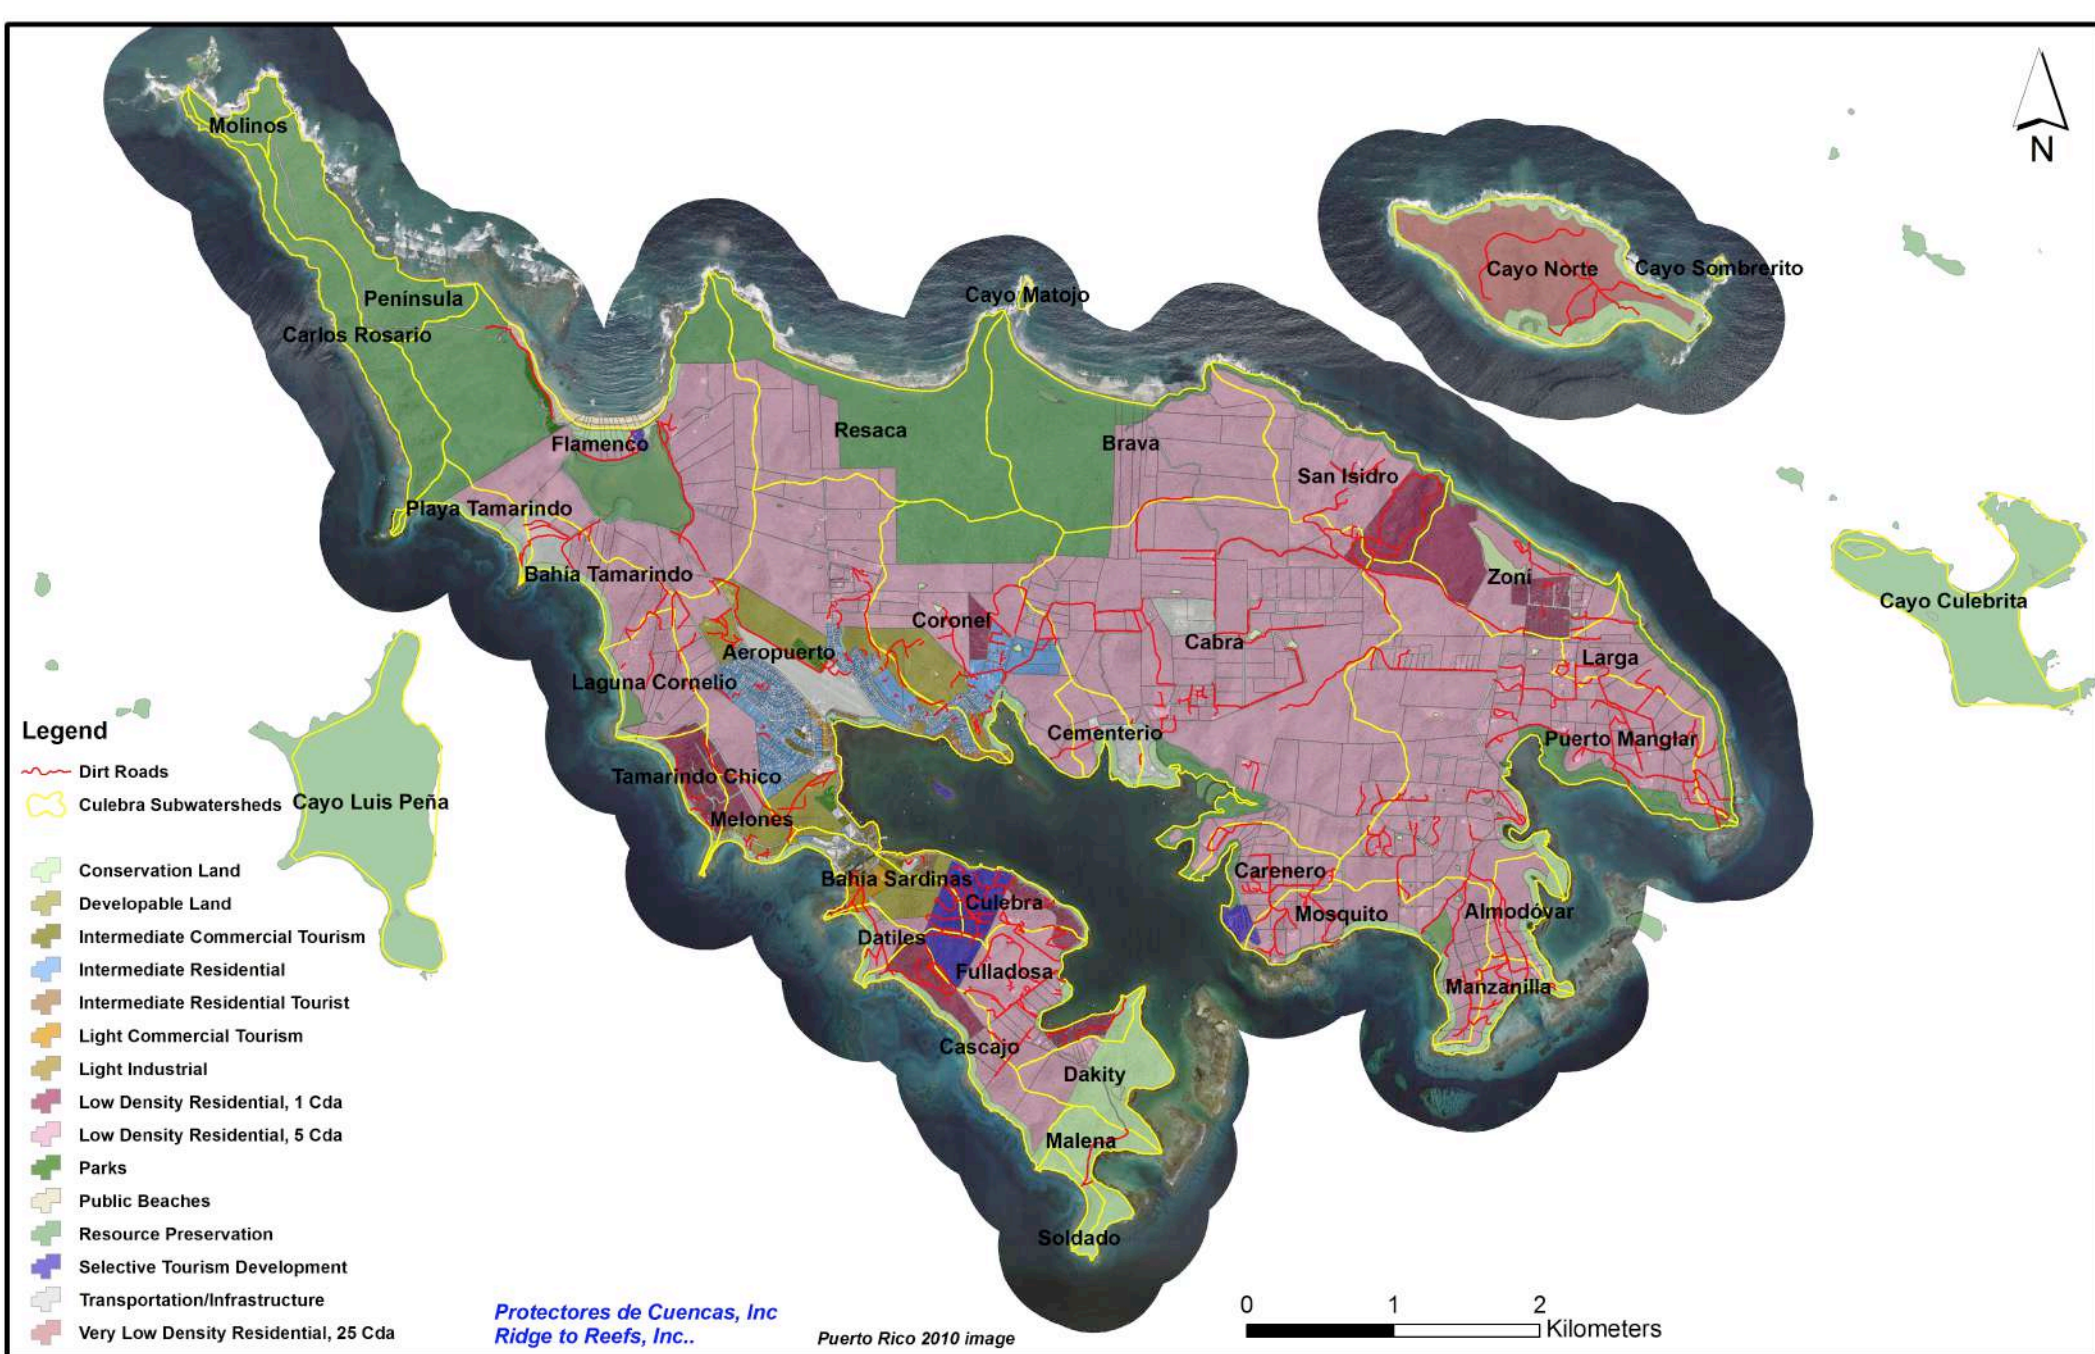 Molinos
N
Península
Carlos Rosario
Cayo Matojo
Cayo Norte
Cayo Sombrerito
Flamenco
Resaca
Brava
San Isidro
Playa Tamarindo
Bahía Tamarindo
Zoni
Cayo Culebrita
Coronel
Cabra
Aeropuerto
Larga
Laguna Cornelio
Cementerio
Puerto Manglar
Tamarindo Chico
Melones
Cayo Luis Peña
Bahía Sardinas
Culebra
Carenero
Mosquito
Almodóvar
Datiles
Fulladosa
Manzanilla
Cascajo
Dakity
Malena
Soldado
Legend
Dirt Roads
Culebra Subwatersheds
Conservation Land
Developable Land
Intermediate Commercial Tourism
Intermediate Residential
Intermediate Residential Tourist
Light Commercial Tourism
Light Industrial
Low Density Residential, 1 Cda
Low Density Residential, 5 Cda
Parks
Public Beaches
Resource Preservation
Selective Tourism Development
Transportation/Infrastructure
Very Low Density Residential, 25 Cda
Protectores de Cuencas, Inc
Ridge to Reefs, Inc..
Puerto Rico 2010 image
0 1 2
Kilometers